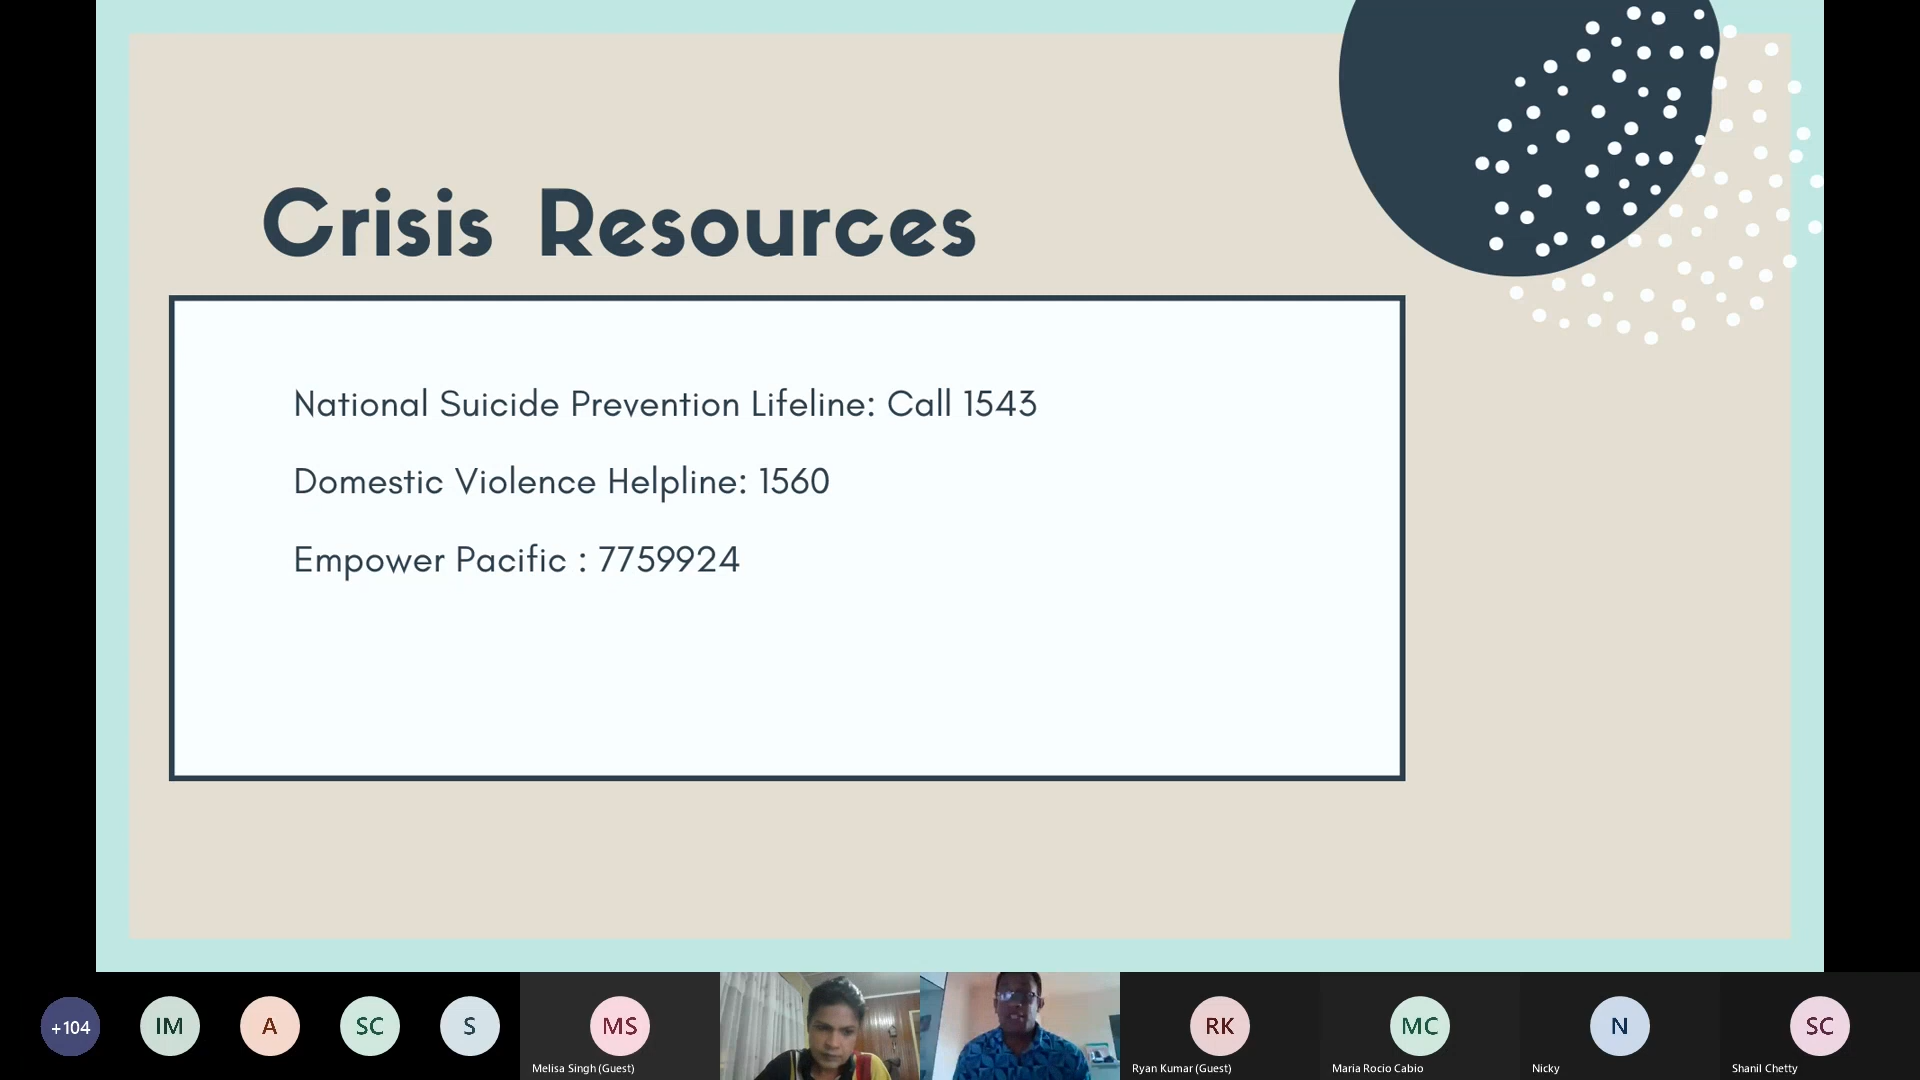 Crisis Resources
National Suicide Prevention Lifeline: Call 1543
Domestic Violence Helpline: 1560
Empower Pacific : 7759924
+104
IM
A
SC
S
MS
RK
MC
N
SC
Melisa Singh (Guest)
Ryan Kumar (Guest)
Maria Rocio Cabio
Nicky
Shanil Chetty